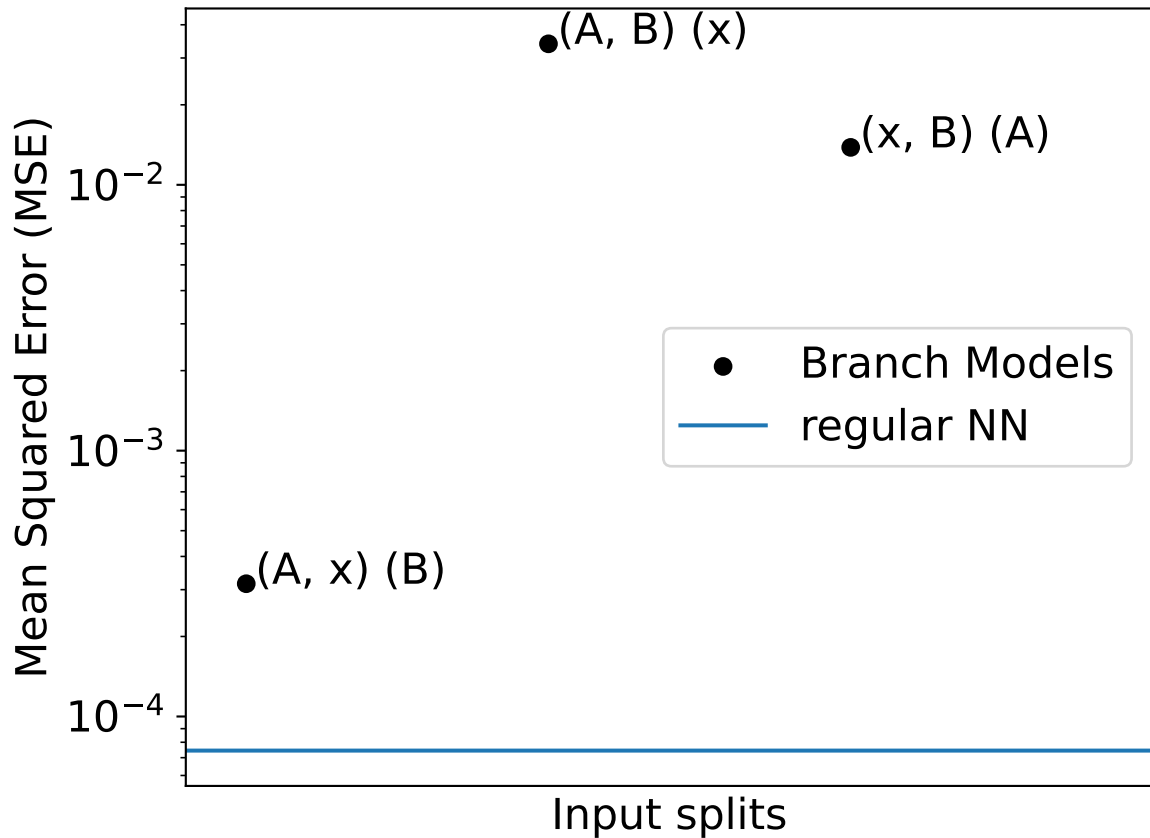 (A, B) (x)
(x, B) (A)
10⁻²
Mean Squared Error (MSE)
Branch Models
regular NN
10⁻³
(A, x) (B)
10⁻⁴
Input splits